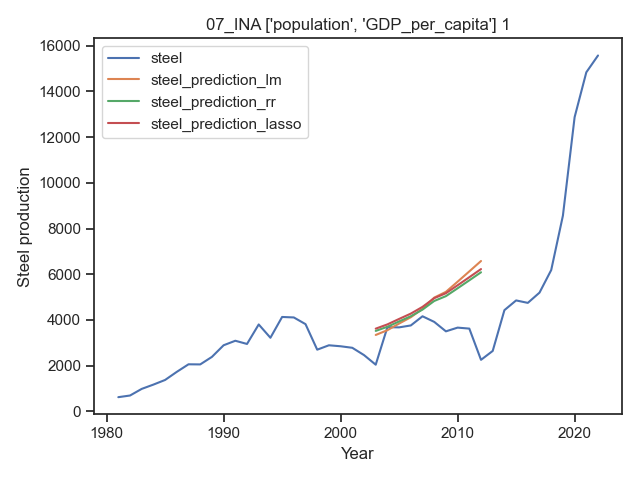 07_INA ['population', 'GDP_per_capita'] 1
steel
steel_prediction_lm
steel_prediction_rr
steel_prediction_lasso
16000
14000
12000
10000
8000
6000
4000
2000
0
Steel production
1980 1990 2000 2010 2020
Year